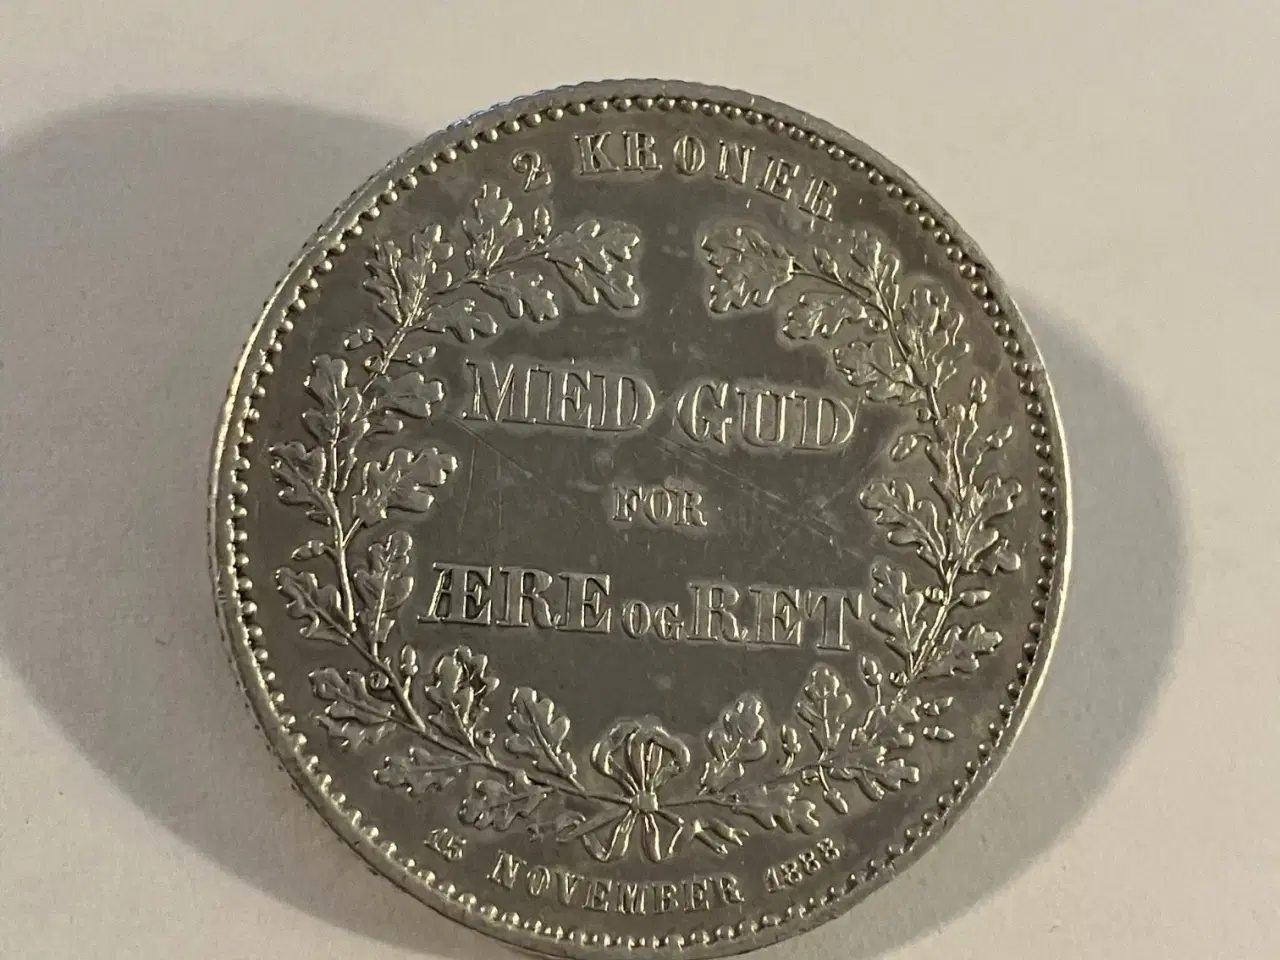 2 KRONER
MED GUD
FOR
ÆRE OG RET
15 NOVEMBER 1888